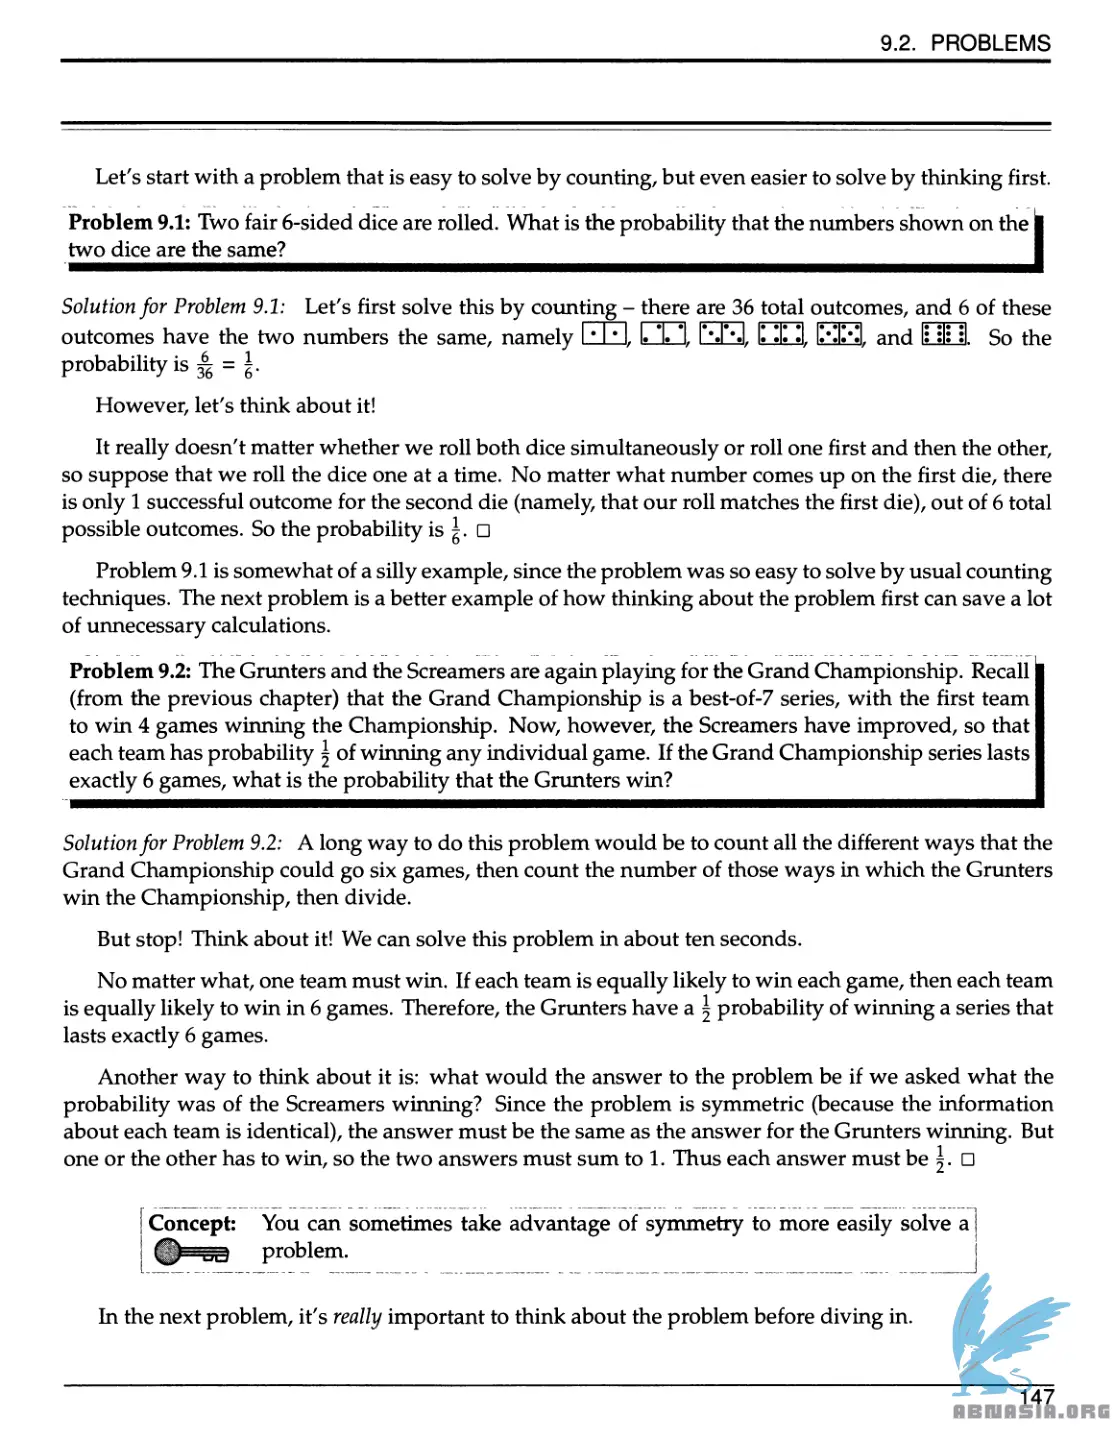 9.2. PROBLEMS
Let's start with a problem that is easy to solve by counting, but even easier to solve by thinking first.
Problem 9.1: Two fair 6-sided dice are rolled. What is the probability that the numbers shown on the
two dice are the same?
Solution for Problem 9.1: Let's first solve this by counting – there are 36 total outcomes, and 6 of these
outcomes have the two numbers the same, namely ⚀⚀, ⚁⚁, ⚂⚂, ⚃⚃, ⚄⚄, and ⚅⚅. So the
probability is 6/36 = 1/6.
However, let's think about it!
It really doesn't matter whether we roll both dice simultaneously or roll one first and then the other,
so suppose that we roll the dice one at a time. No matter what number comes up on the first die, there
is only 1 successful outcome for the second die (namely, that our roll matches the first die), out of 6 total
possible outcomes. So the probability is 1/6. □
Problem 9.1 is somewhat of a silly example, since the problem was so easy to solve by usual counting
techniques. The next problem is a better example of how thinking about the problem first can save a lot
of unnecessary calculations.
Problem 9.2: The Grunters and the Screamers are again playing for the Grand Championship. Recall
(from the previous chapter) that the Grand Championship is a best-of-7 series, with the first team
to win 4 games winning the Championship. Now, however, the Screamers have improved, so that
each team has probability 1/2 of winning any individual game. If the Grand Championship series lasts
exactly 6 games, what is the probability that the Grunters win?
Solution for Problem 9.2: A long way to do this problem would be to count all the different ways that the
Grand Championship could go six games, then count the number of those ways in which the Grunters
win the Championship, then divide.
But stop! Think about it! We can solve this problem in about ten seconds.
No matter what, one team must win. If each team is equally likely to win each game, then each team
is equally likely to win in 6 games. Therefore, the Grunters have a 1/2 probability of winning a series that
lasts exactly 6 games.
Another way to think about it is: what would the answer to the problem be if we asked what the
probability was of the Screamers winning? Since the problem is symmetric (because the information
about each team is identical), the answer must be the same as the answer for the Grunters winning. But
one or the other has to win, so the two answers must sum to 1. Thus each answer must be 1/2. □
Concept: You can sometimes take advantage of symmetry to more easily solve a
problem.
In the next problem, it's really important to think about the problem before diving in.
147
ABNASIA.ORG